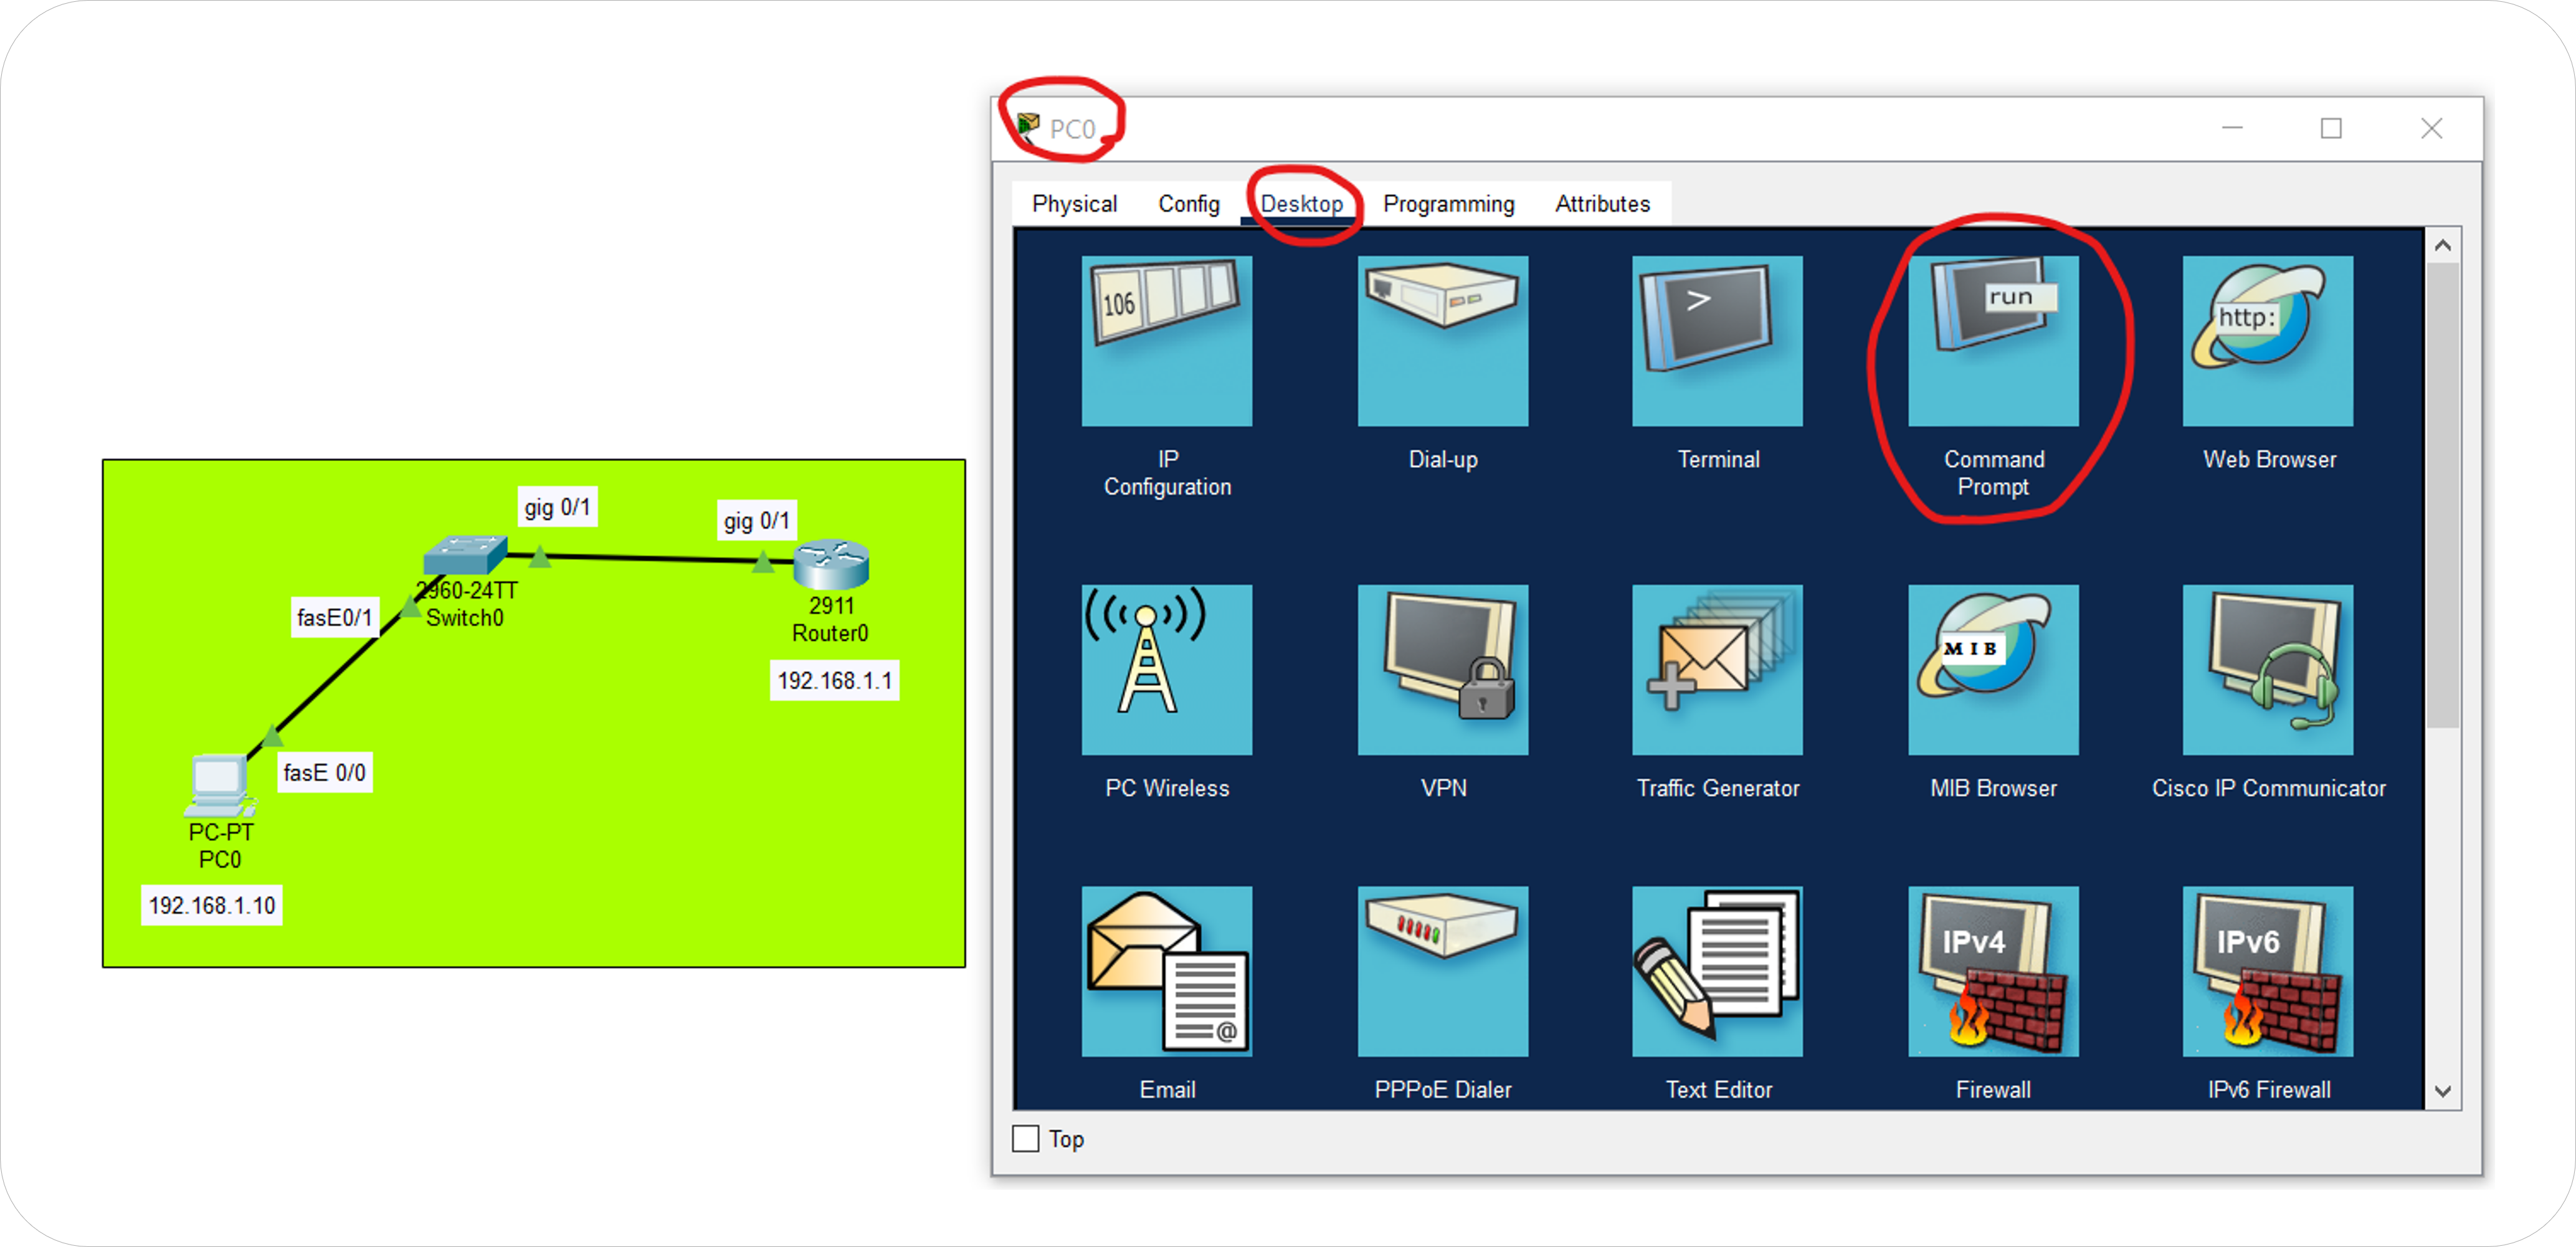 gig 0/1
gig 0/1
2960-24TT
Switch0
fasE0/1
2911
Router0
192.168.1.1
fasE 0/0
PC-PT
PC0
192.168.1.10
PC0
Physical
Config
Desktop
Programming
Attributes
106
>
run
http:
IP
Configuration
Dial-up
Terminal
Command
Prompt
Web Browser
MIB
PC Wireless
VPN
Traffic Generator
MIB Browser
Cisco IP Communicator
@
IPv4
IPv6
Email
PPPoE Dialer
Text Editor
Firewall
IPv6 Firewall
Top